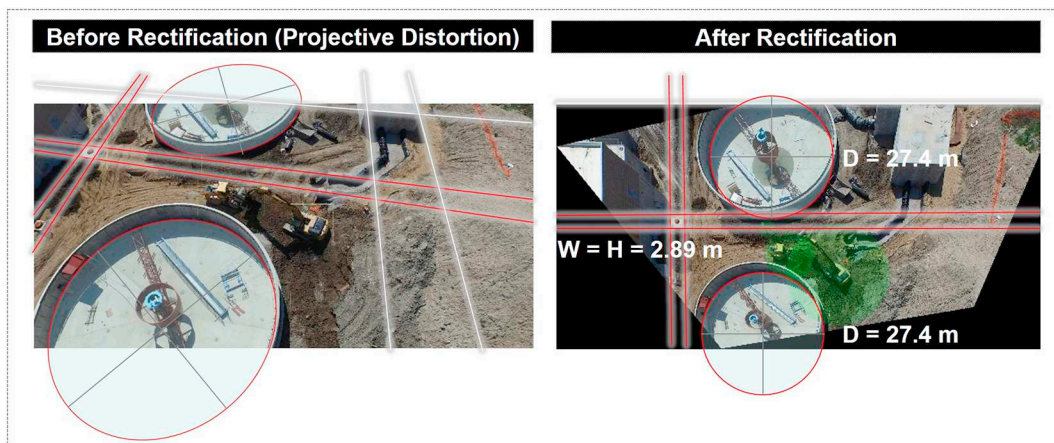 Before Rectification (Projective Distortion)
After Rectification
D = 27.4 m
W = H = 2.89 m
D = 27.4 m